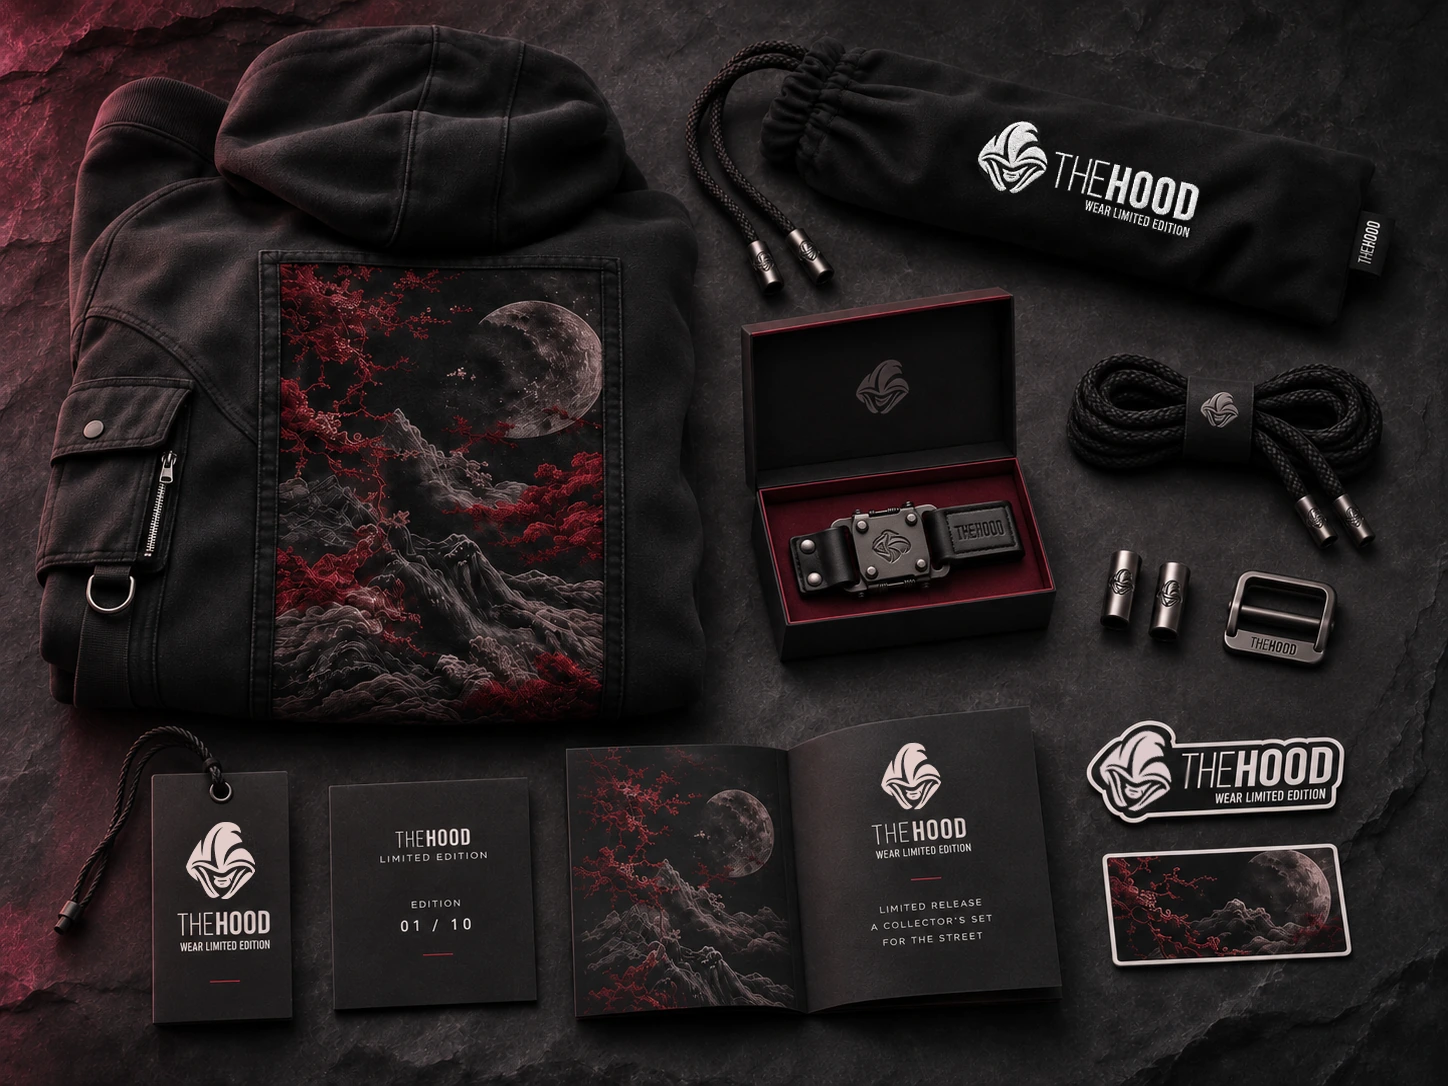 THEHOOD
WEAR LIMITED EDITION
THEHOOD
THEHOOD
THEHOOD
THEHOOD
WEAR LIMITED EDITION
THEHOOD
LIMITED EDITION
EDITION
01 / 10
THEHOOD
WEAR LIMITED EDITION
LIMITED RELEASE
A COLLECTOR'S SET
FOR THE STREET
THEHOOD
WEAR LIMITED EDITION